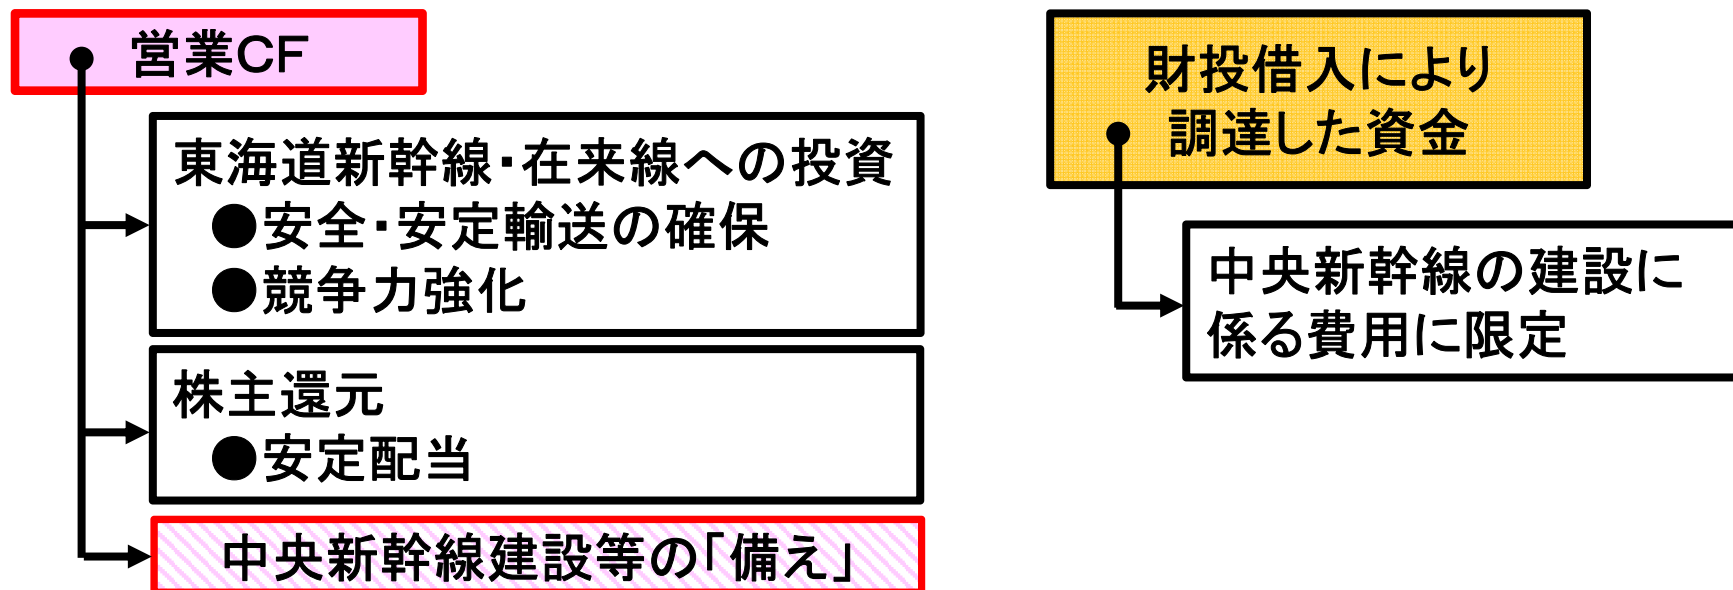 営業CF
東海道新幹線・在来線への投資
●安全・安定輸送の確保
●競争力強化
株主還元
●安定配当
中央新幹線建設等の「備え」
財投借入により
調達した資金
中央新幹線の建設に
係る費用に限定